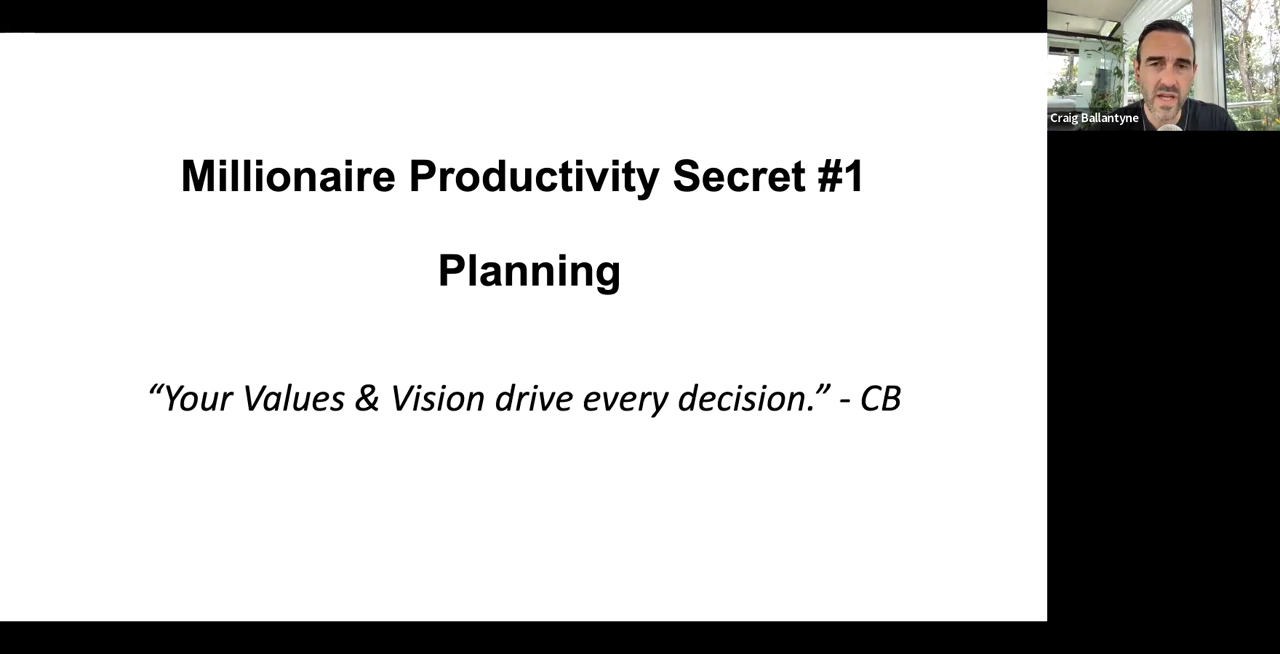 Millionaire Productivity Secret #1
Planning
“Your Values & Vision drive every decision.” - CB
Craig Ballantyne